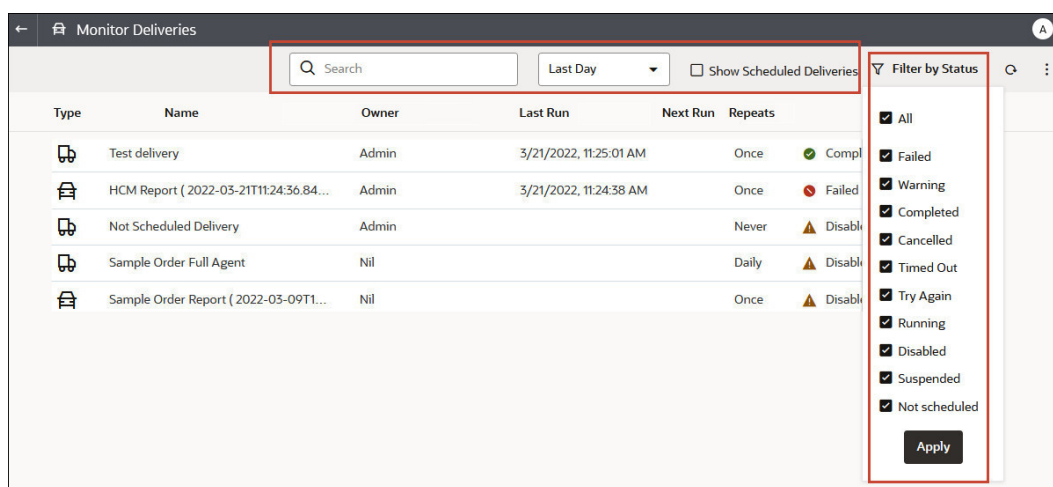 Monitor Deliveries
A
Search
Last Day
Show Scheduled Deliveries
Filter by Status
Type Name Owner Last Run Next Run Repeats
Test delivery Admin 3/21/2022, 11:25:01 AM Once Compl
HCM Report ( 2022-03-21T11:24:36.84... Admin 3/21/2022, 11:24:38 AM Once Failed
Not Scheduled Delivery Admin Never Disabl
Sample Order Full Agent Nil Daily Disabl
Sample Order Report ( 2022-03-09T1... Nil Once Disabl
All
Failed
Warning
Completed
Cancelled
Timed Out
Try Again
Running
Disabled
Suspended
Not scheduled
Apply